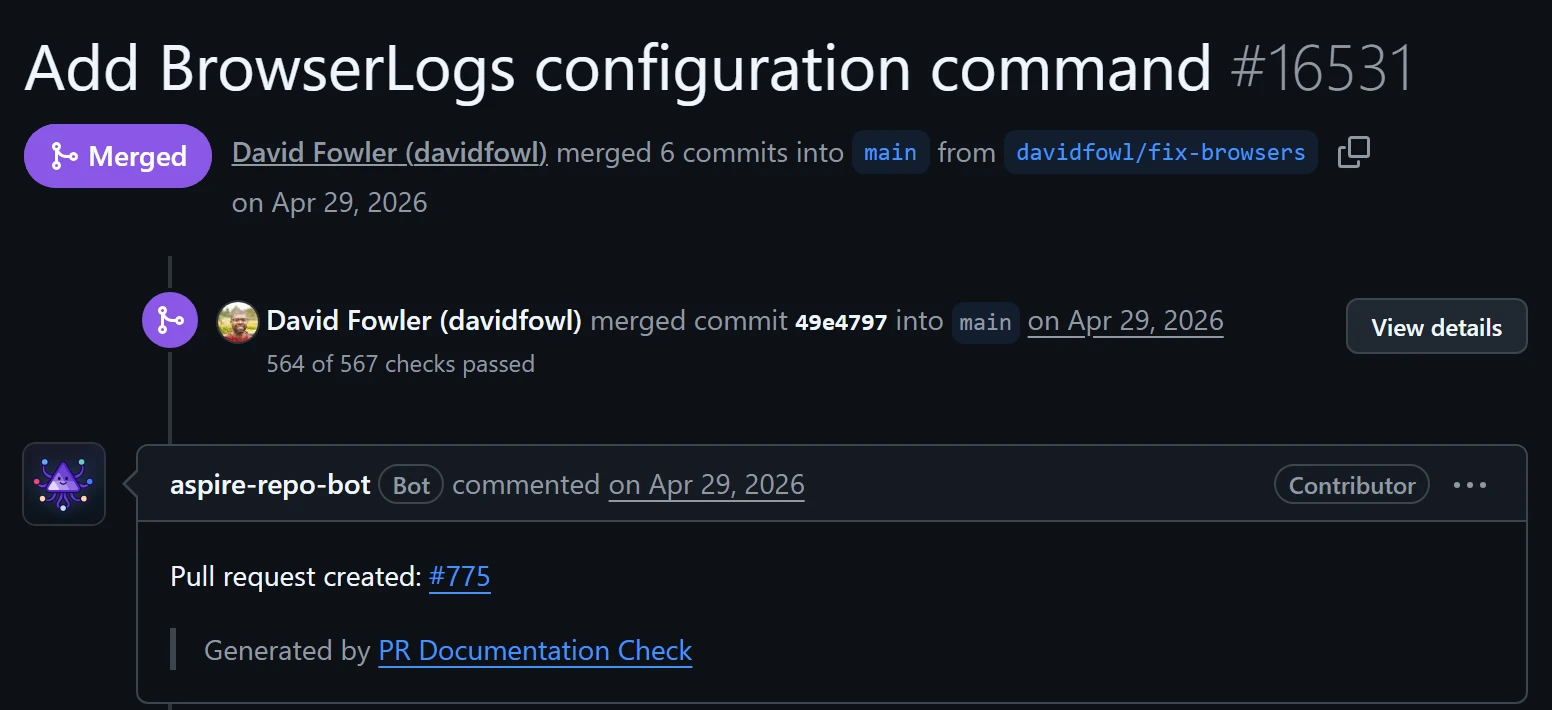 Add BrowserLogs configuration command #16531
Merged David Fowler (davidfowl) merged 6 commits into main from davidfowl/fix-browsers
on Apr 29, 2026
David Fowler (davidfowl) merged commit 49e4797 into main on Apr 29, 2026 View details
564 of 567 checks passed
aspire-repo-bot Bot commented on Apr 29, 2026 Contributor
Pull request created: #775
Generated by PR Documentation Check